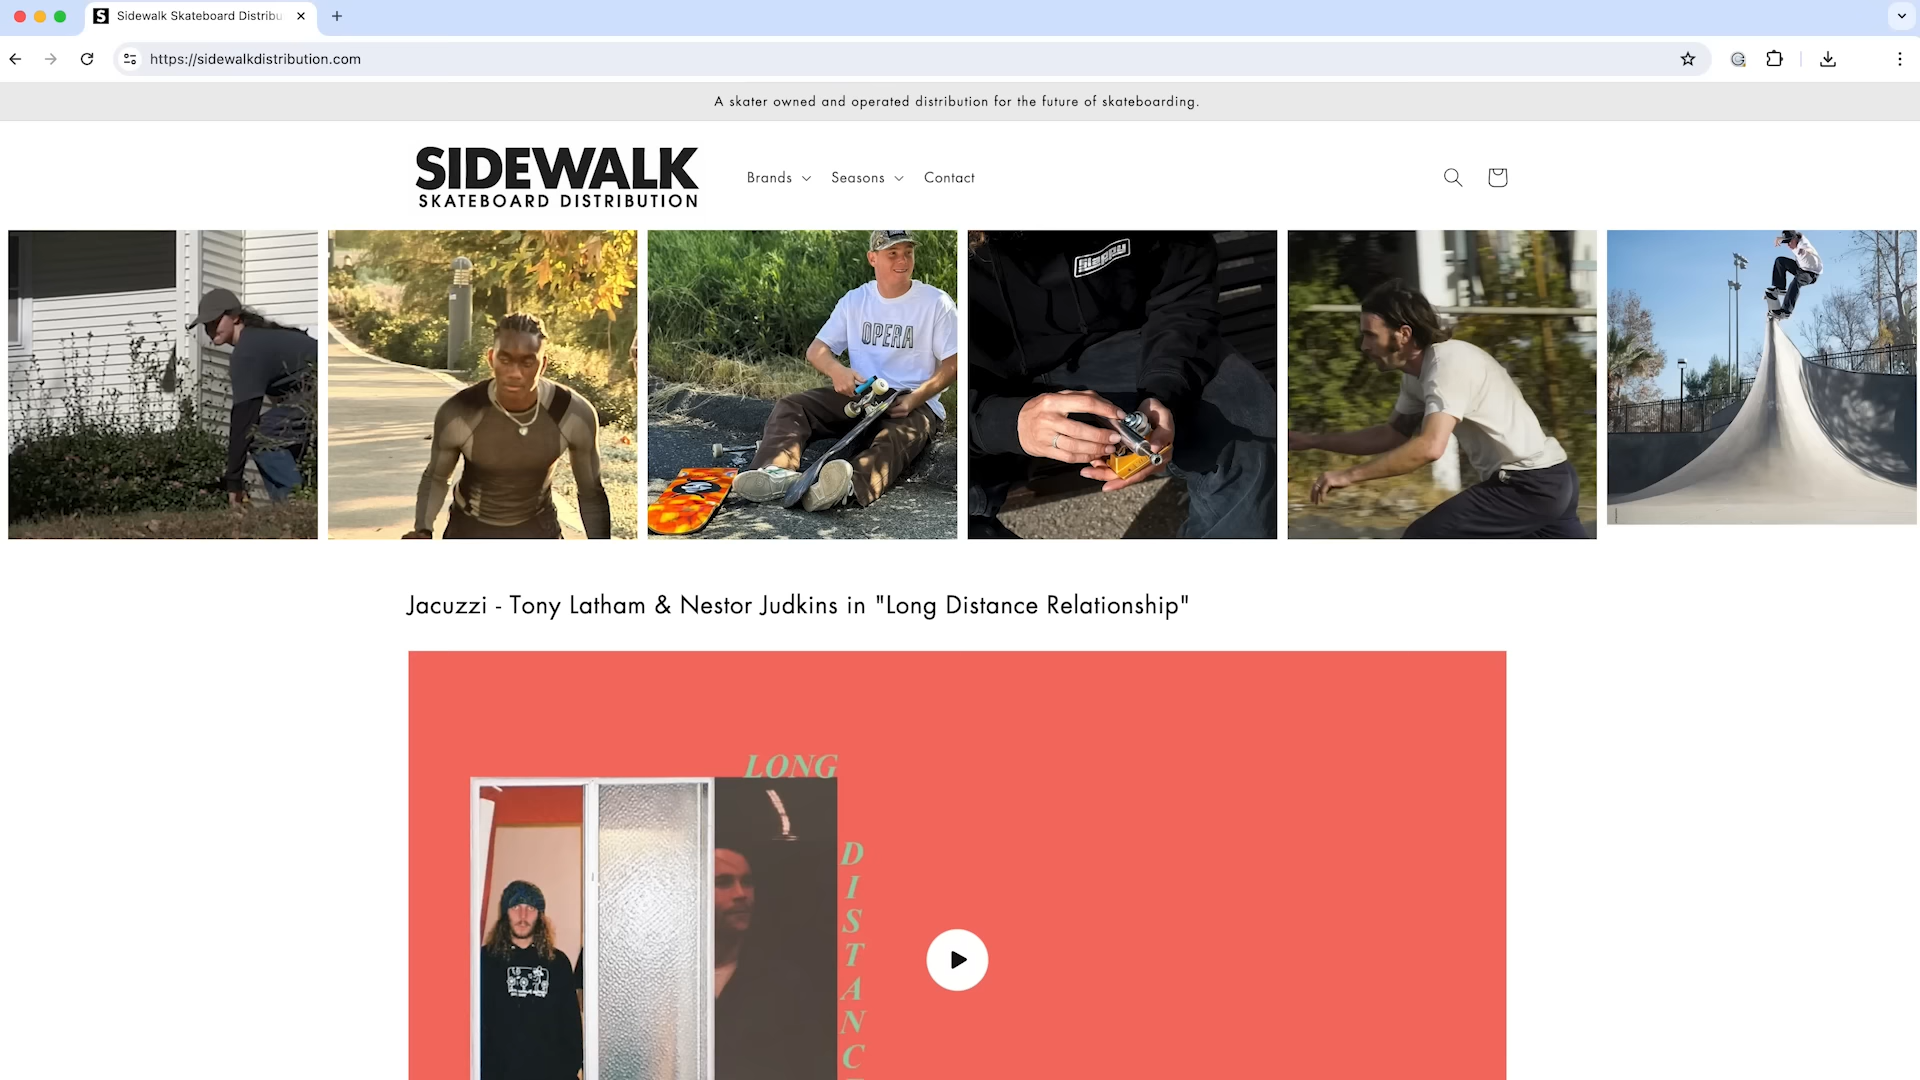 Sidewalk Skateboard Distribu
https://sidewalkdistribution.com
A skater owned and operated distribution for the future of skateboarding.
SIDEWALK
SKATEBOARD DISTRIBUTION
Brands
Seasons
Contact
OPERA
Slappy
Jacuzzi - Tony Latham & Nestor Judkins in "Long Distance Relationship"
LONG
DISTANC